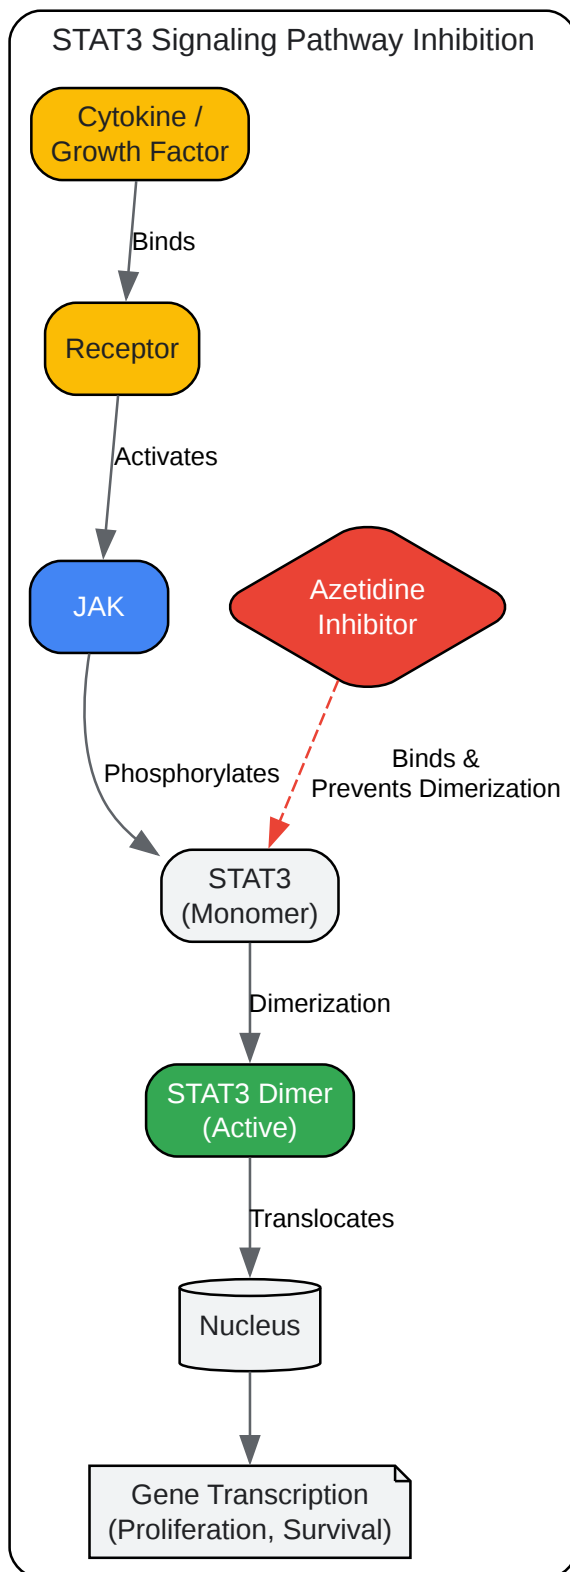 STAT3 Signaling Pathway Inhibition
Cytokine /
Growth Factor
Binds
Receptor
Activates
JAK
Azetidine
Inhibitor
Phosphorylates
Binds &
Prevents Dimerization
STAT3
(Monomer)
Dimerization
STAT3 Dimer
(Active)
Translocates
Nucleus
Gene Transcription
(Proliferation, Survival)